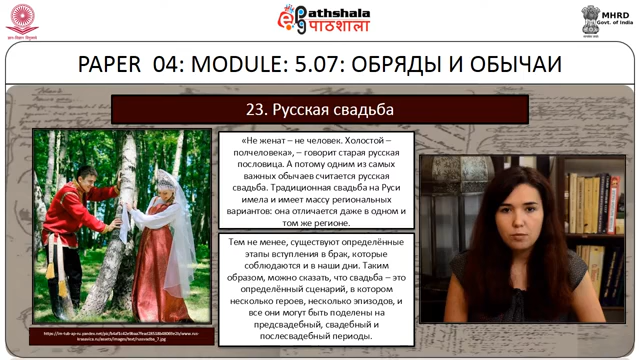 ePathshala
पाठशाला
MHRD
Govt. of India
PAPER 04: MODULE: 5.07: ОБРЯДЫ И ОБЫЧАИ
23. Русская свадьба
«Не женат – не человек. Холостой –
полчеловека», – говорит старая русская
пословица. А потому одним из самых
важных обычаев считается русская
свадьба. Традиционная свадьба на Руси
имела и имеет массу региональных
вариантов: она отличается даже в одном и
том же регионе.
Тем не менее, существуют определённые
этапы вступления в брак, которые
соблюдаются и в наши дни. Таким
образом, можно сказать, что свадьба – это
определённый сценарий, в котором
несколько героев, несколько эпизодов, и
все они могут быть поделены на
предсвадебный, свадебный и
послесвадебный периоды.